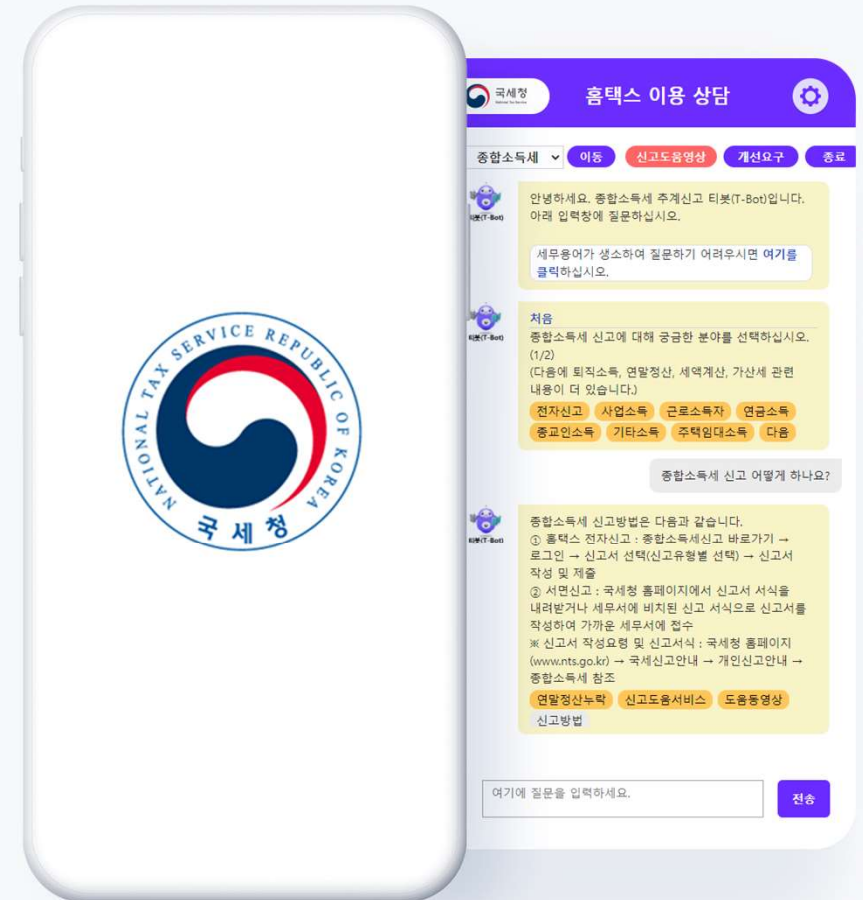 NATIONAL TAX SERVICE REPUBLIC OF KOREA
국세청
국세청
홈택스 이용 상담
종합소득세 이동 신고도움영상 개선요구 종료
티봇(T-Bot)
안녕하세요. 종합소득세 추계신고 티봇(T-Bot)입니다.
아래 입력창에 질문하십시오.
세무용어가 생소하여 질문하기 어려우시면 여기를
클릭하십시오.
티봇(T-Bot)
처음
종합소득세 신고에 대해 궁금한 분야를 선택하십시오.
(1/2)
(다음에 퇴직소득, 연말정산, 세액계산, 가산세 관련
내용이 더 있습니다.)
전자신고 사업소득 근로소득자 연금소득
종교인소득 기타소득 주택임대소득 다음
종합소득세 신고 어떻게 하나요?
티봇(T-Bot)
종합소득세 신고방법은 다음과 같습니다.
① 홈택스 전자신고 : 종합소득세신고 바로가기 →
로그인 → 신고서 선택(신고유형별 선택) → 신고서
작성 및 제출
② 서면신고 : 국세청 홈페이지에서 신고서 서식을
내려받거나 세무서에 비치된 신고 서식으로 신고서를
작성하여 가까운 세무서에 접수
※ 신고서 작성요령 및 신고서식 : 국세청 홈페이지
(www.nts.go.kr) → 국세신고안내 → 개인신고안내 →
종합소득세 참조
연말정산누락 신고도움서비스 도움동영상
신고방법
여기에 질문을 입력하세요.
전송